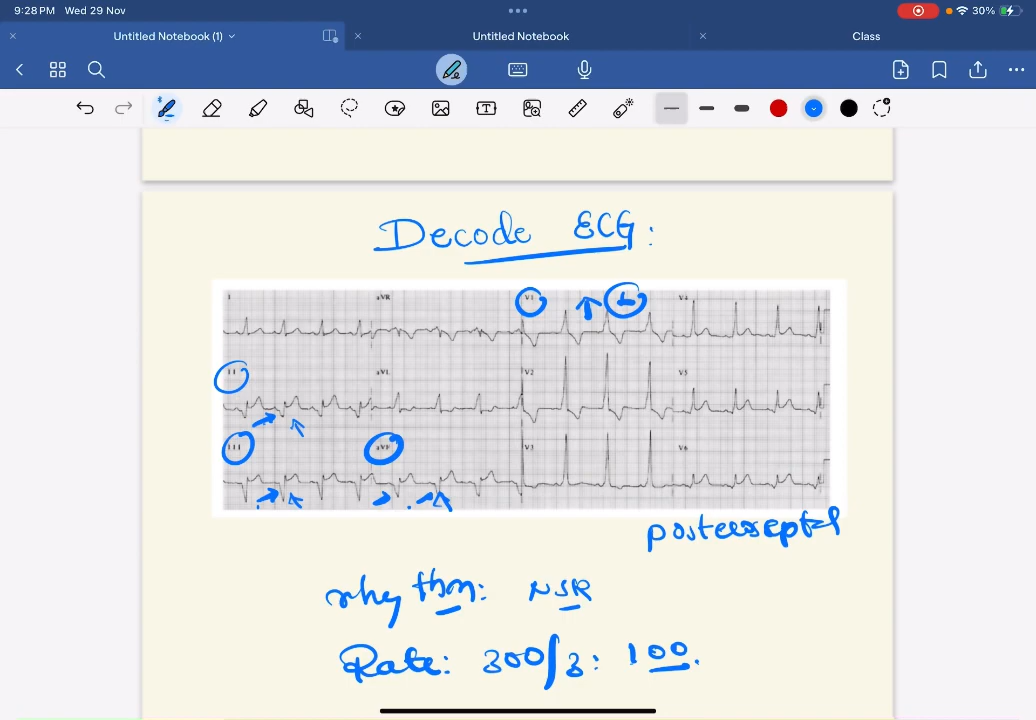 9:28 PM Wed 29 Nov
30%
Untitled Notebook (1)
Untitled Notebook
Class
Decode ECG:
I aVR V1 L V4
II aVL V2 V5
III aVF V3 V6
posteroseptal
rhythm: NSR
Rate: 300/3: 100.